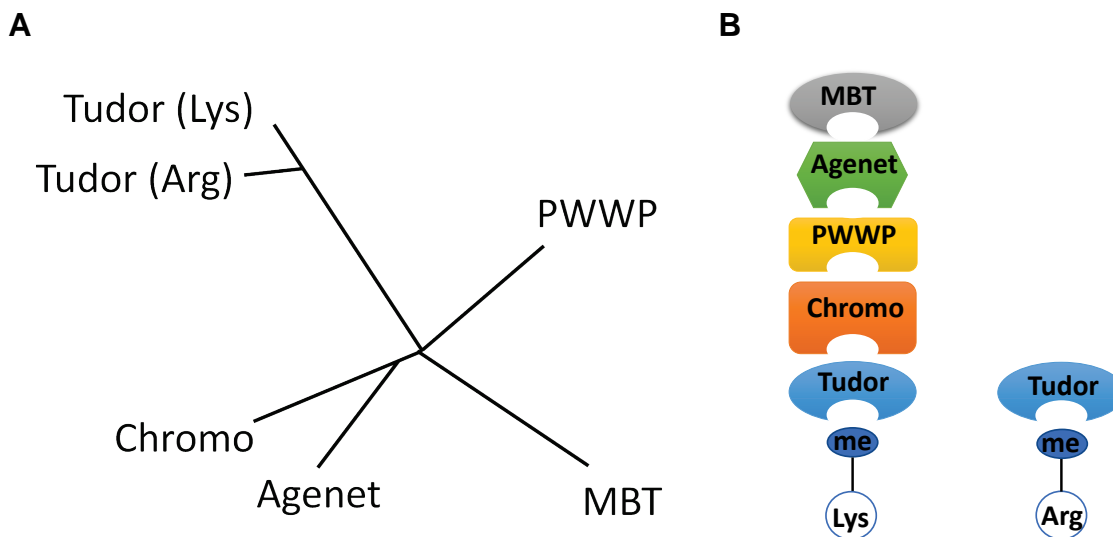 A
Tudor (Lys)
Tudor (Arg)
PWWP
Chromo
Agenet
MBT
B
MBT
Agenet
PWWP
Chromo
Tudor
me
Lys
Tudor
me
Arg